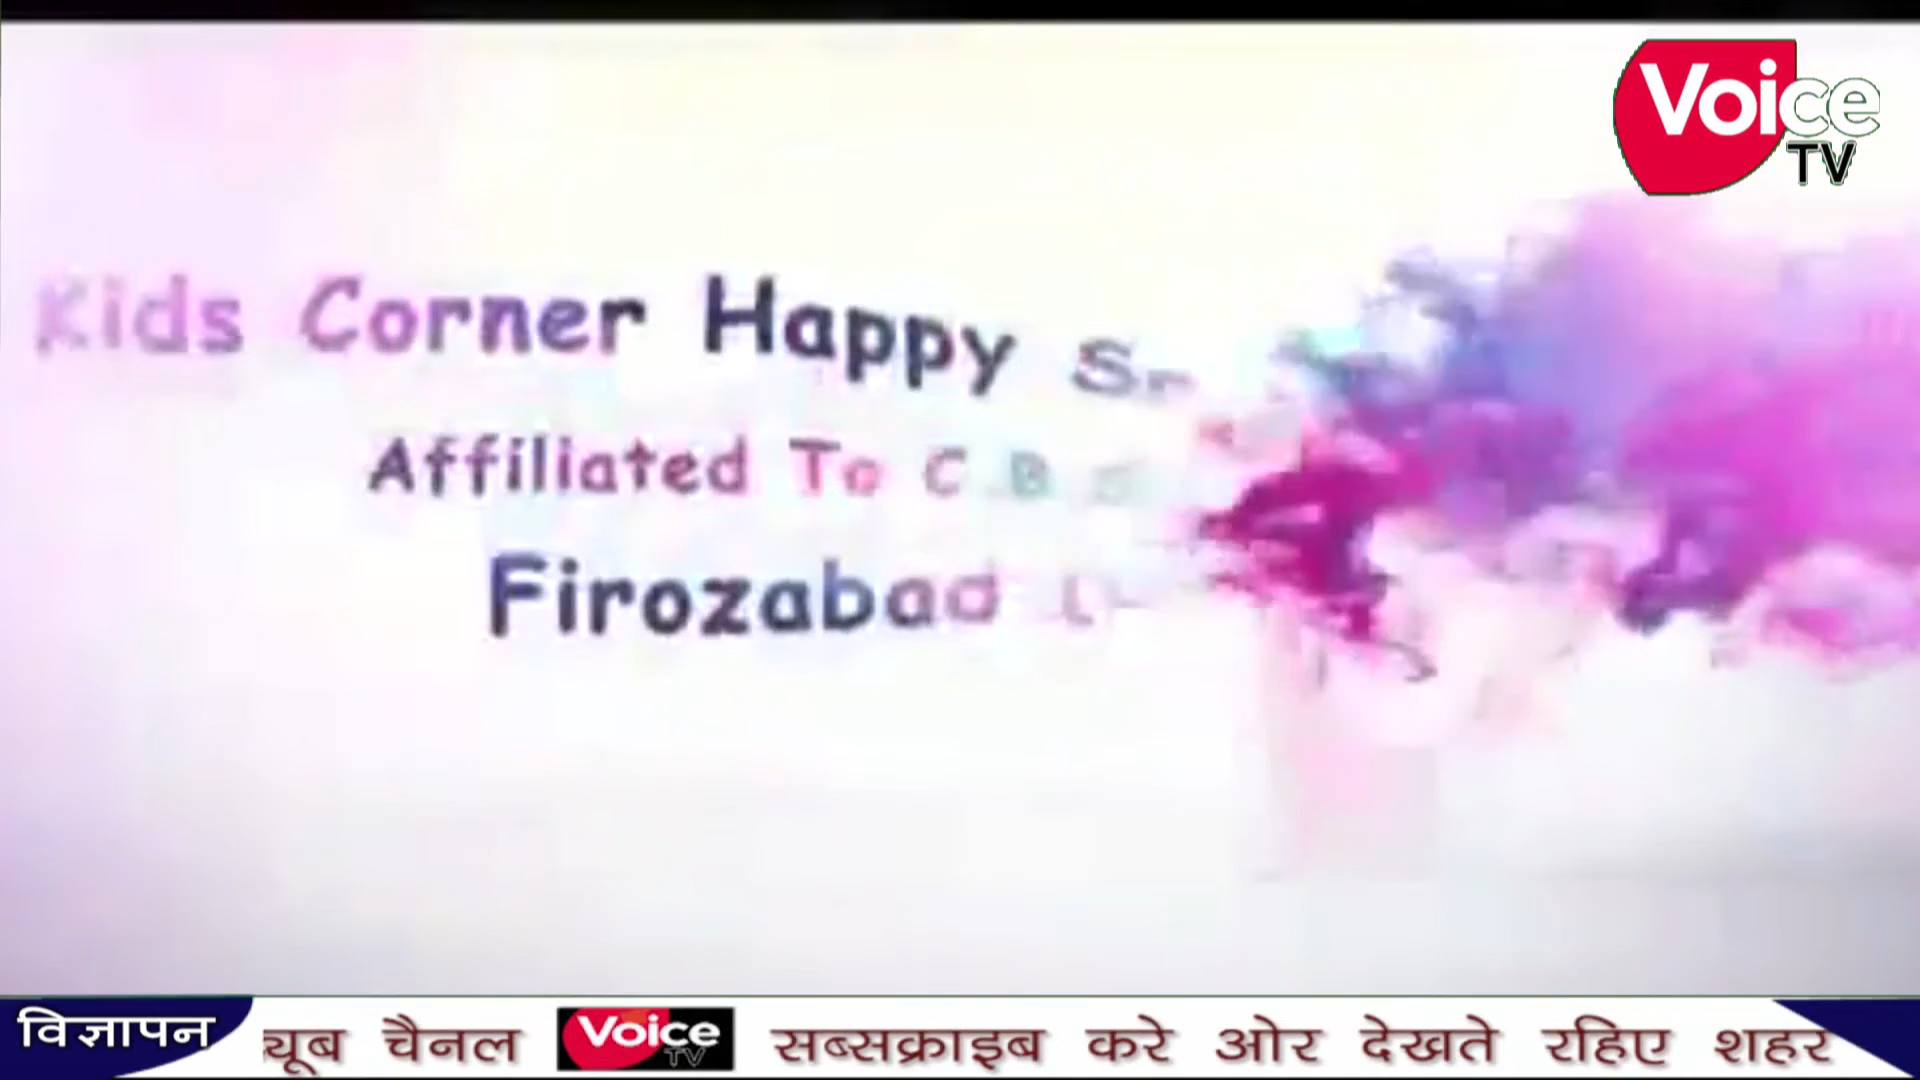 Voice
TV
Kids Corner Happy
Affiliated To C B S
Firozabad
विज्ञापन
्यूब चैनल Voice TV सब्सक्राइब करे ओर देखते रहिए शहर